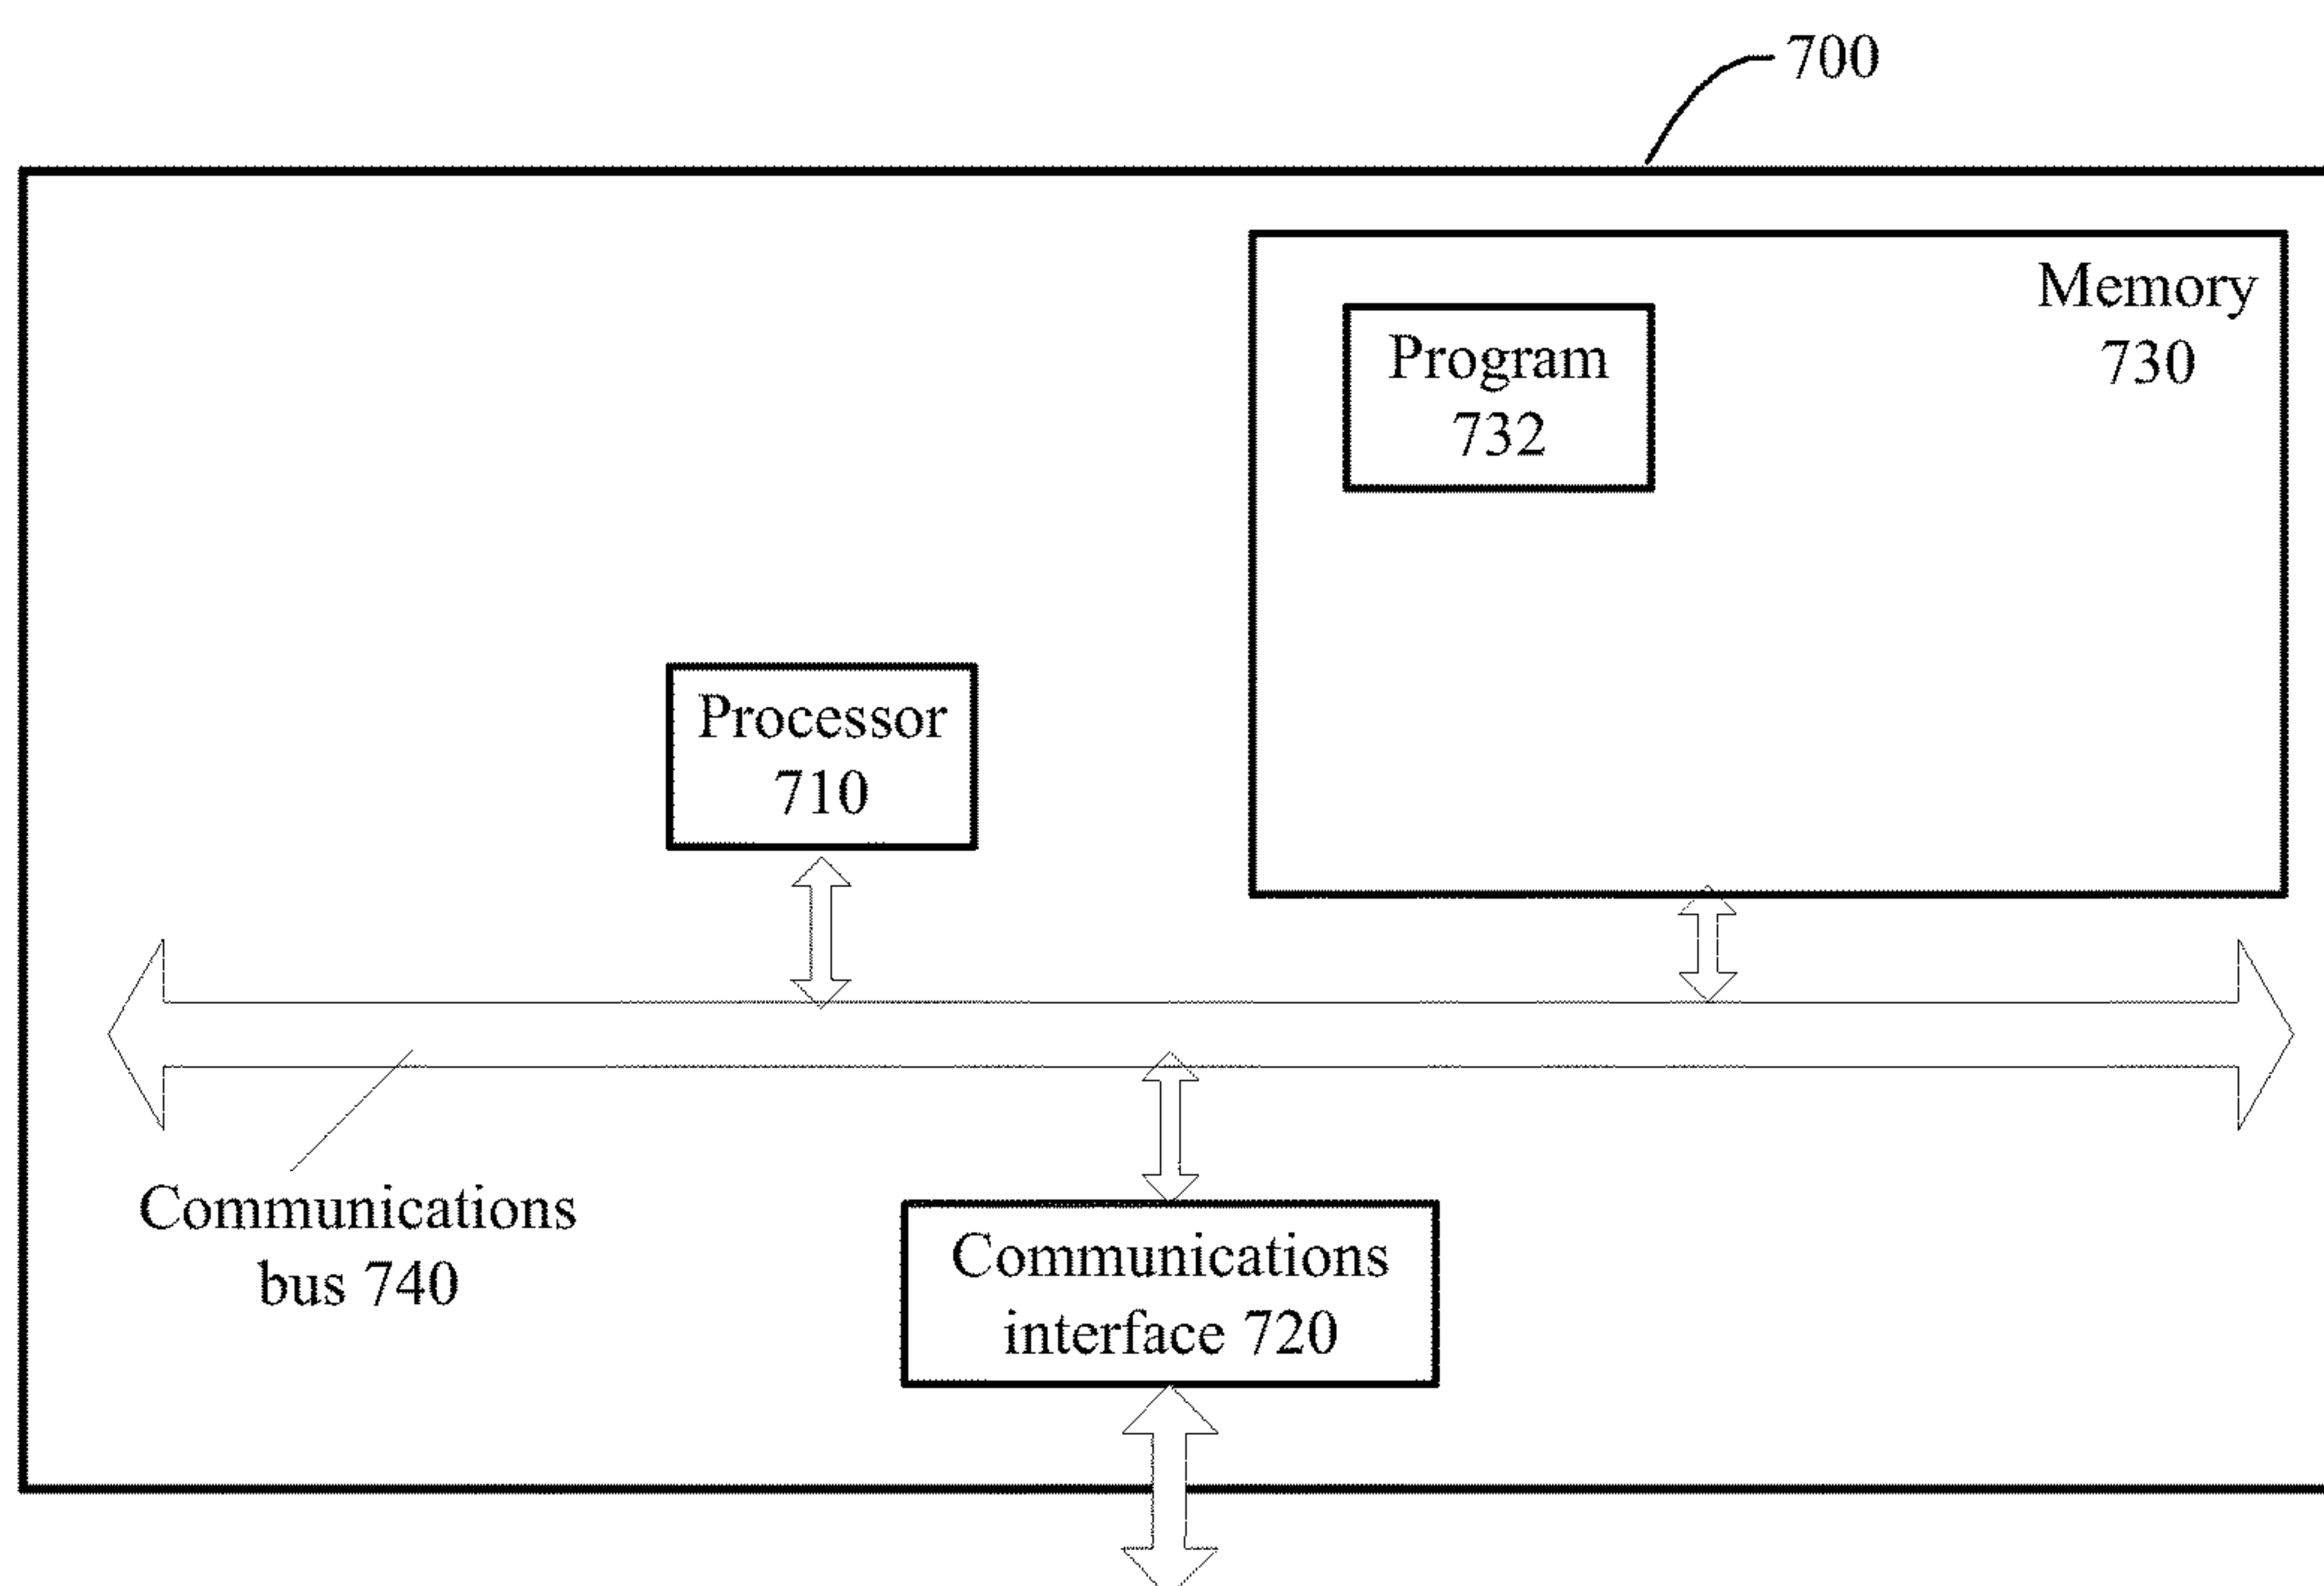 700
Memory
730
Program
732
Processor
710
Communications
bus 740
Communications
interface 720